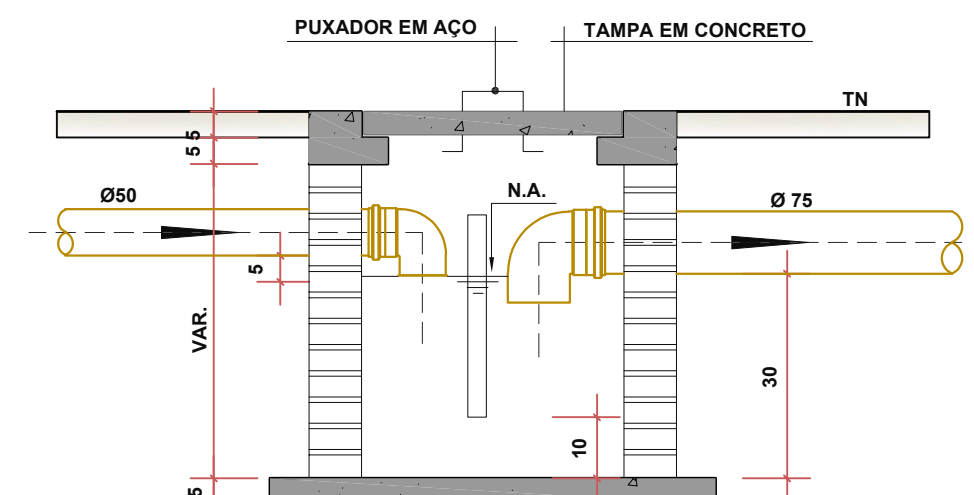 PUXADOR EM AÇO
TAMPA EM CONCRETO
TN
5
5
Ø50
N.A.
Ø 75
5
VAR.
30
10
5